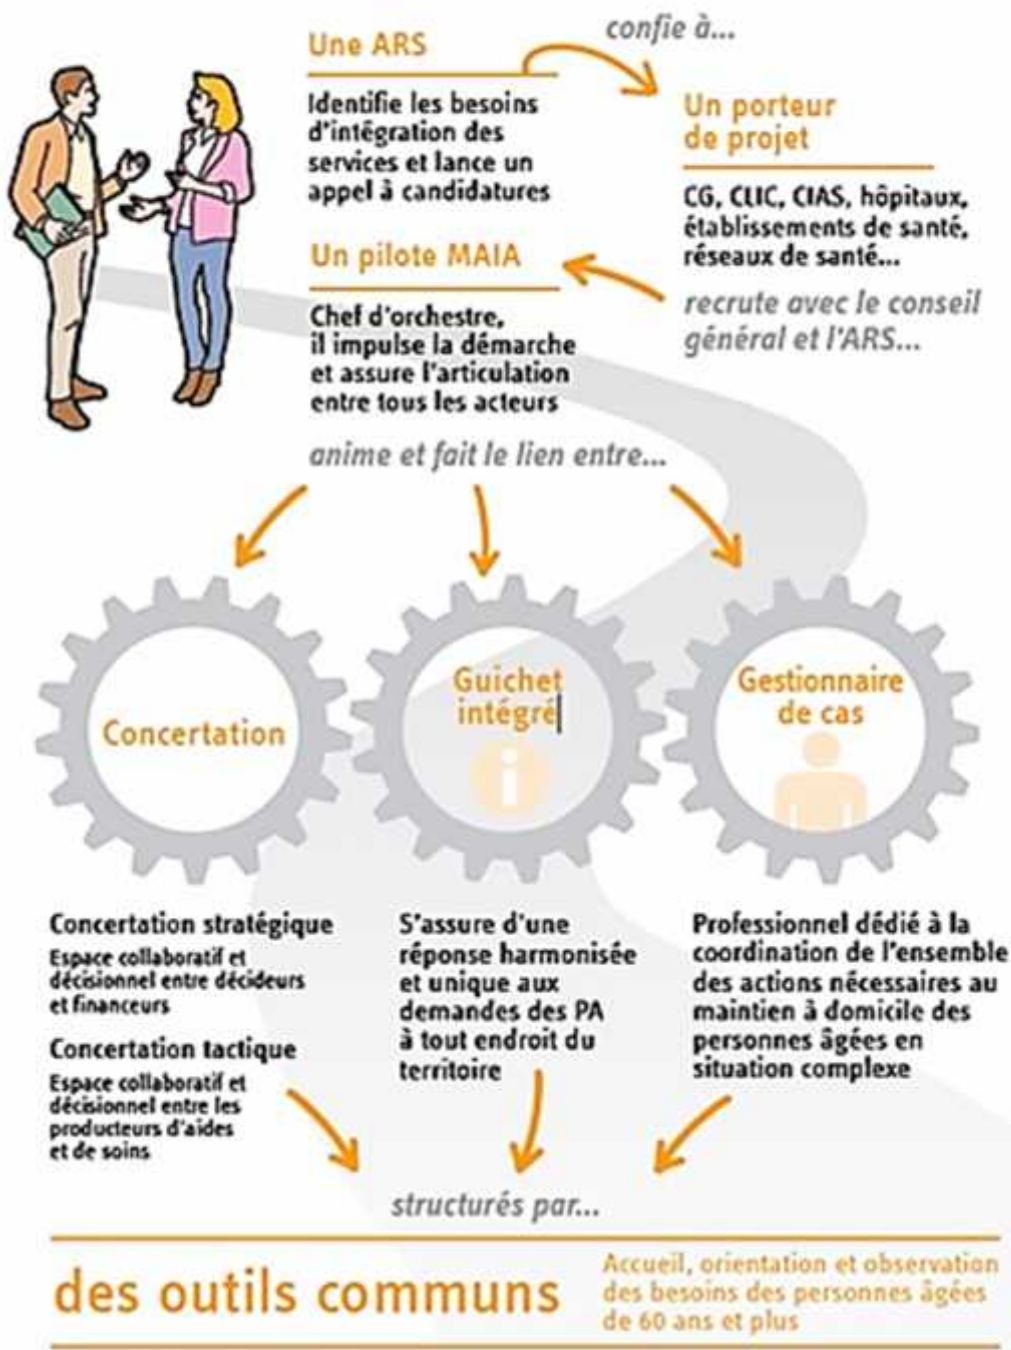 Une ARS
Identifie les besoins
d'intégration des
services et lance un
appel à candidatures
confie à...
Un porteur
de projet
CG, CLIC, CIAS, hôpitaux,
établissements de santé,
réseaux de santé...
recrute avec le conseil
général et l'ARS...
Un pilote MAIA
Chef d'orchestre,
il impulse la démarche
et assure l'articulation
entre tous les acteurs
anime et fait le lien entre...
Concertation
Concertation stratégique
Espace collaboratif et
décisionnel entre décideurs
et financeurs
Concertation tactique
Espace collaboratif et
décisionnel entre les
producteurs d'aides
et de soins
Guichet
intégré
i
S'assure d'une
réponse harmonisée
et unique aux
demandes des PA
à tout endroit du
territoire
Gestionnaire
de cas
Professionnel dédié à la
coordination de l'ensemble
des actions nécessaires au
maintien à domicile des
personnes âgées en
situation complexe
structurés par...
des outils communs
Accueil, orientation et observation
des besoins des personnes âgées
de 60 ans et plus